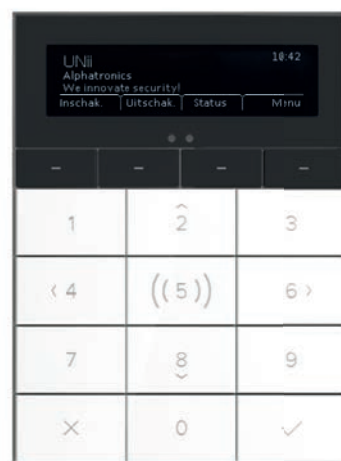 UNii 10:42
Alphatronics
We innovate security!
Inschak. Uitschak. Status Menu
1 2 3
4 5 6
7 8 9
0